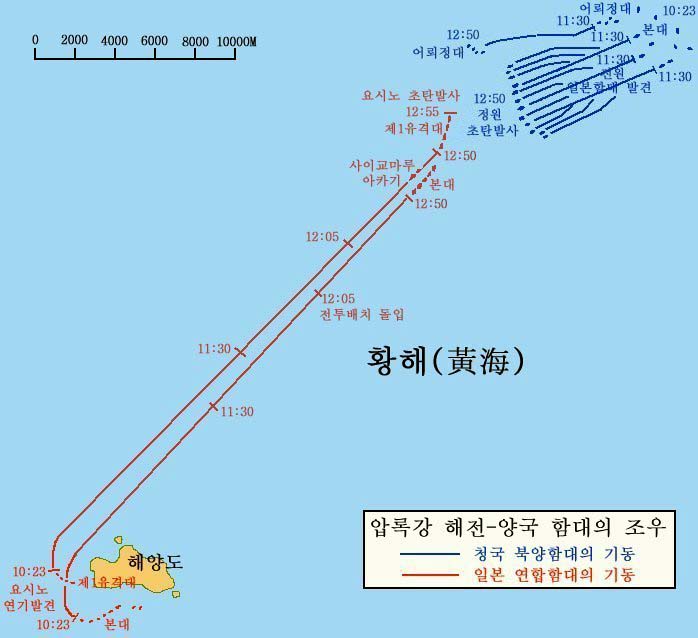 0 2000 4000 6000 8000 10000M
어뢰정대
10:23
11:30
본대
12:50
11:30
어뢰정대
11:30
진원
11:30
일본함대 발견
요시노 초탄발사
12:55
제1유격대
12:50
정원
초탄발사
12:50
사이쿄마루
아카기
본대
12:50
12:05
12:05
전투배치 돌입
황해(黃海)
11:30
11:30
압록강 해전-양국 함대의 조우
청국 북양함대의 기동
일본 연합함대의 기동
해양도
10:23
제1유격대
요시노
연기발견
10:23
본대